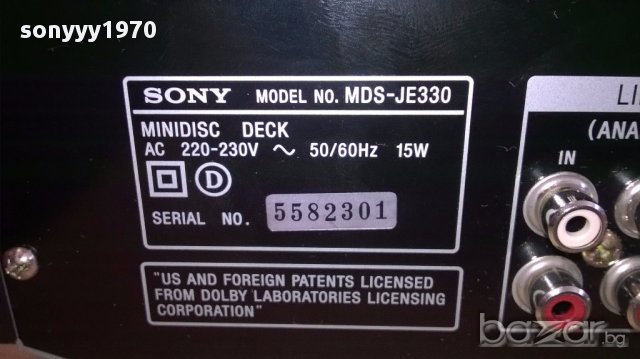 sonyyy1970
SONY MODEL NO. MDS-JE330
MINIDISC DECK
AC 220-230V ~ 50/60Hz 15W
D
SERIAL NO. 5582301
"US AND FOREIGN PATENTS LICENSED
FROM DOLBY LABORATORIES LICENSING
CORPORATION"
LI
(ANA
IN
bazar.bg